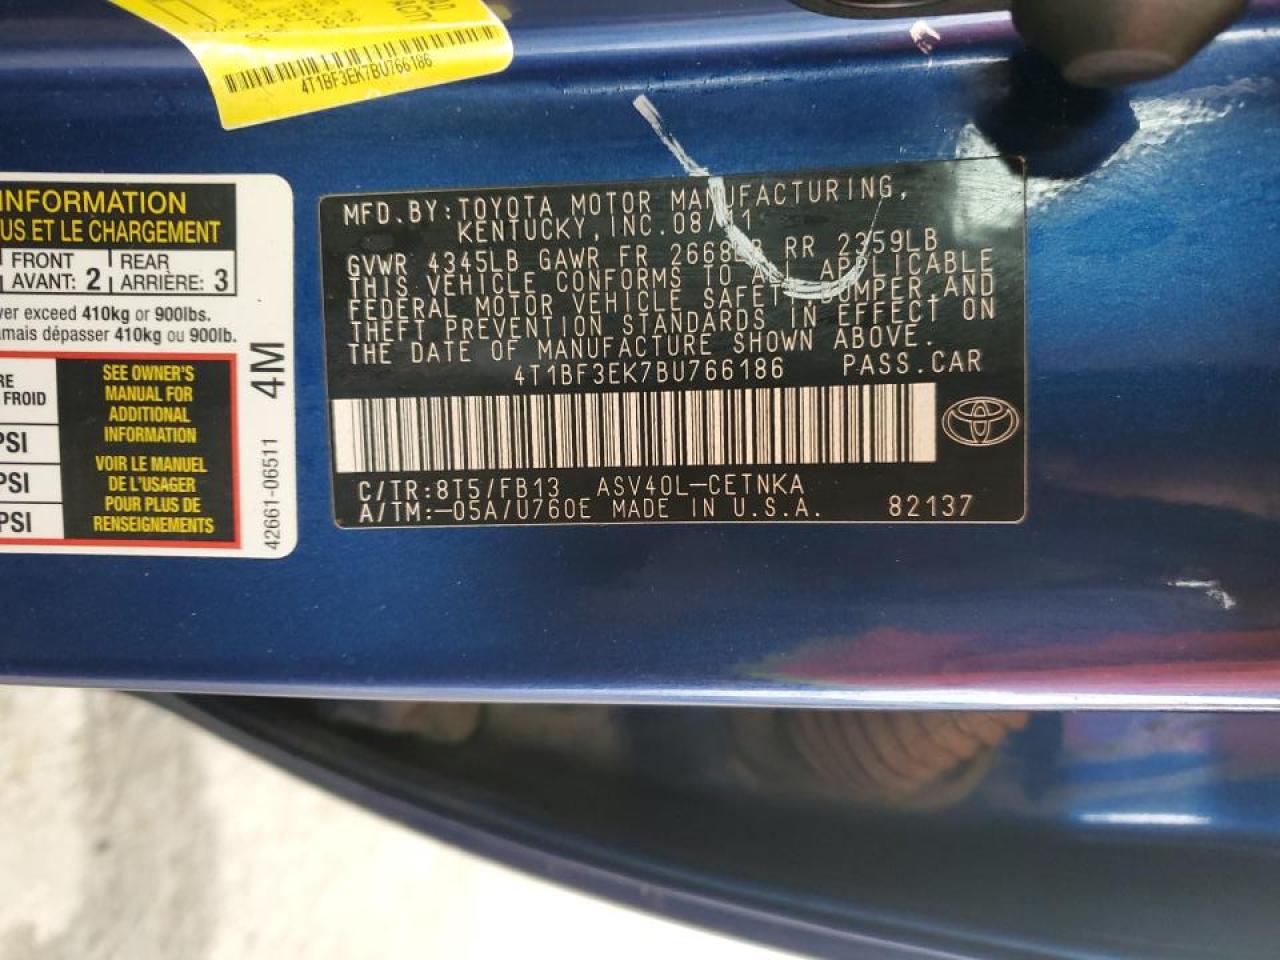 4T1BF3EK7BU766186
INFORMATION
US ET LE CHARGEMENT
FRONT REAR
AVANT: 2 ARRIÈRE: 3
ver exceed 410kg or 900lbs.
amais dépasser 410kg ou 900lb.
RE
FROID
PSI
PSI
PSI
SEE OWNER'S
MANUAL FOR
ADDITIONAL
INFORMATION
VOIR LE MANUEL
DE L'USAGER
POUR PLUS DE
RENSEIGNEMENTS
42661-06511 4M
MFD.BY:TOYOTA MOTOR MANUFACTURING,
KENTUCKY, INC. 08/11
GVWR 4345LB GAWR FR 2668LB RR 2359LB
THIS VEHICLE CONFORMS TO ALL APPLICABLE
FEDERAL MOTOR VEHICLE SAFETY, BUMPER AND
THEFT PREVENTION STANDARDS IN EFFECT ON
THE DATE OF MANUFACTURE SHOWN ABOVE.
4T1BF3EK7BU766186 PASS.CAR
C/TR:8T5/FB13 ASV40L-CETNKA
A/TM:-05A/U760E MADE IN U.S.A. 82137